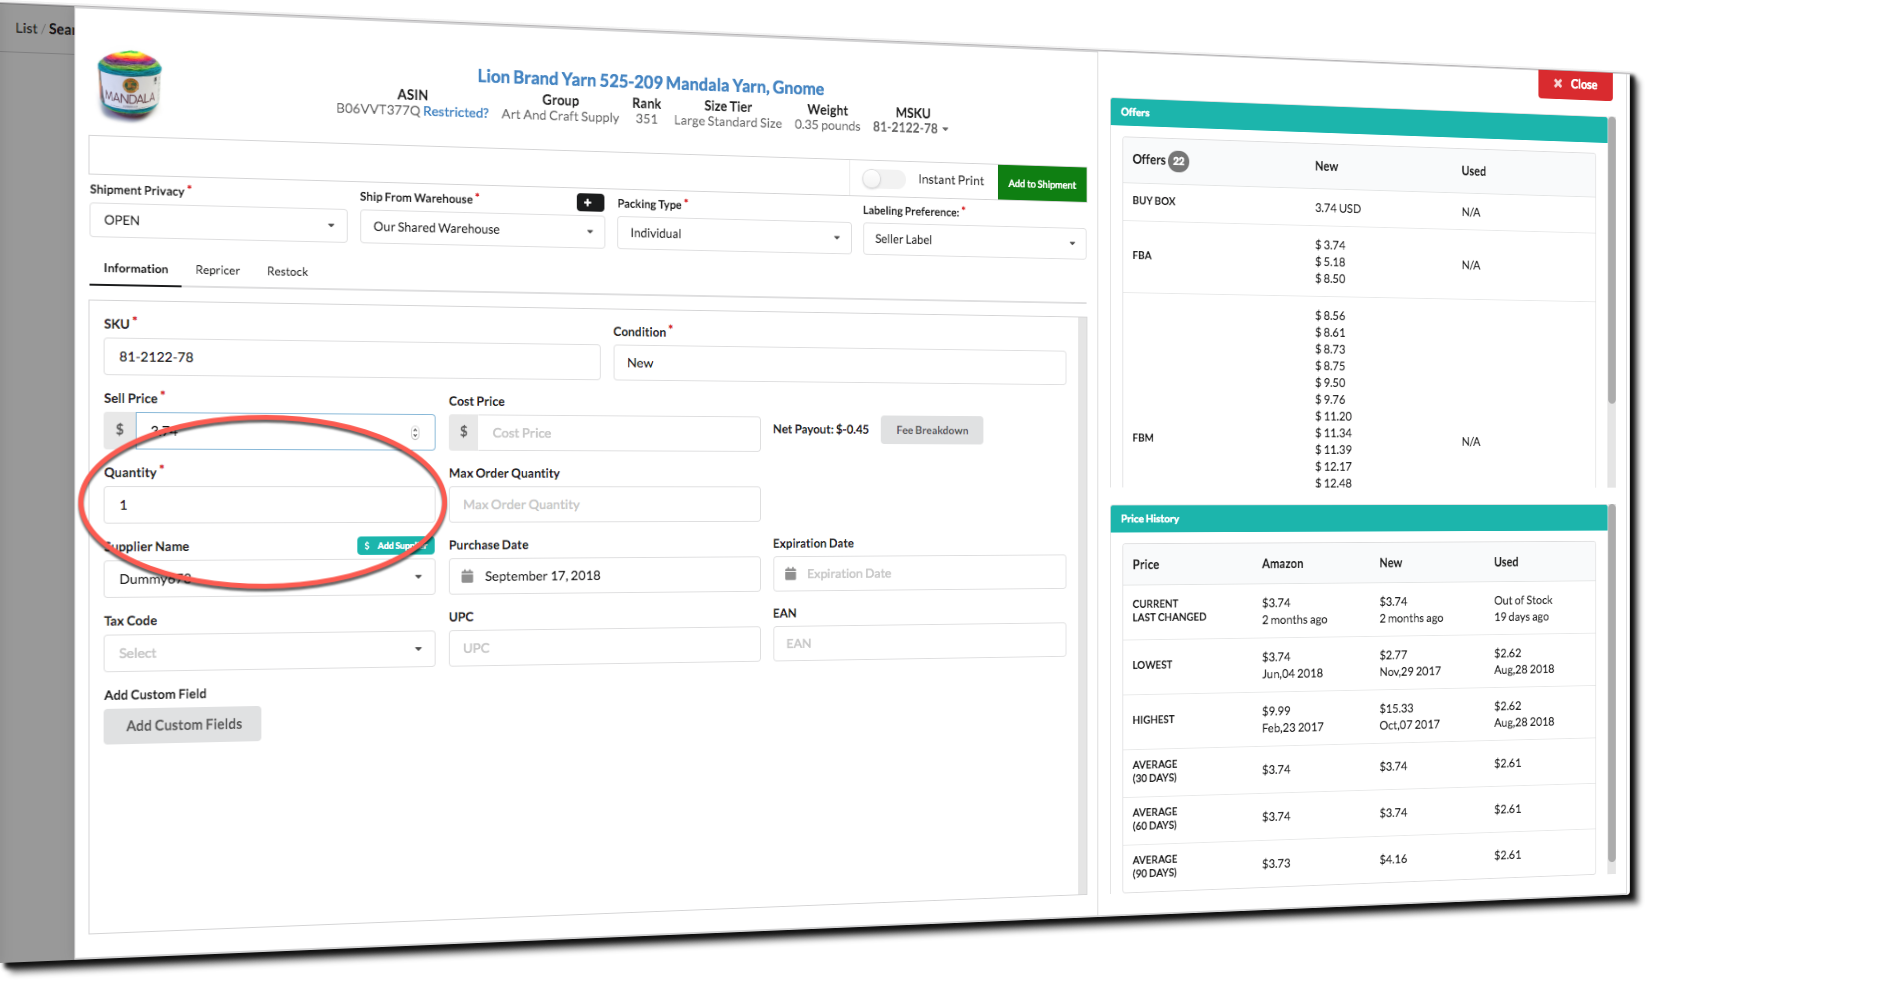 List / Sear
MANDALA
Lion Brand Yarn 525-209 Mandala Yarn, Gnome
ASIN Group Rank Size Tier Weight MSKU
B06VVT377Q Restricted? Art And Craft Supply 351 Large Standard Size 0.35 pounds 81-2122-78
Instant Print Add to Shipment
Shipment Privacy * Ship From Warehouse * + Packing Type * Labeling Preference: *
OPEN Our Shared Warehouse Individual Seller Label
Information Repricer Restock
SKU * Condition *
81-2122-78 New
Sell Price * Cost Price
$ 3.74 $ Cost Price Net Payout: $-0.45 Fee Breakdown
Quantity * Max Order Quantity
1 Max Order Quantity
Supplier Name $ Add Supplier Purchase Date Expiration Date
Dummy678 September 17, 2018 Expiration Date
Tax Code UPC EAN
Select UPC EAN
Add Custom Field
Add Custom Fields
× Close
Offers
Offers 22 New Used
BUY BOX 3.74 USD N/A
FBA
$ 3.74
$ 5.18
$ 8.50
N/A
FBM
$ 8.56
$ 8.61
$ 8.73
$ 8.75
$ 9.50
$ 9.76
$ 11.20
$ 11.34
$ 11.39
$ 12.17
$ 12.48
N/A
Price History
Price Amazon New Used
CURRENT $3.74 $3.74 Out of Stock
LAST CHANGED 2 months ago 2 months ago 19 days ago
LOWEST
$3.74 $2.77 $2.62
Jun,04 2018 Nov,29 2017 Aug,28 2018
HIGHEST
$9.99 $15.33 $2.62
Feb,23 2017 Oct,07 2017 Aug,28 2018
AVERAGE
(30 DAYS) $3.74 $3.74 $2.61
AVERAGE
(60 DAYS) $3.74 $3.74 $2.61
AVERAGE
(90 DAYS) $3.73 $4.16 $2.61